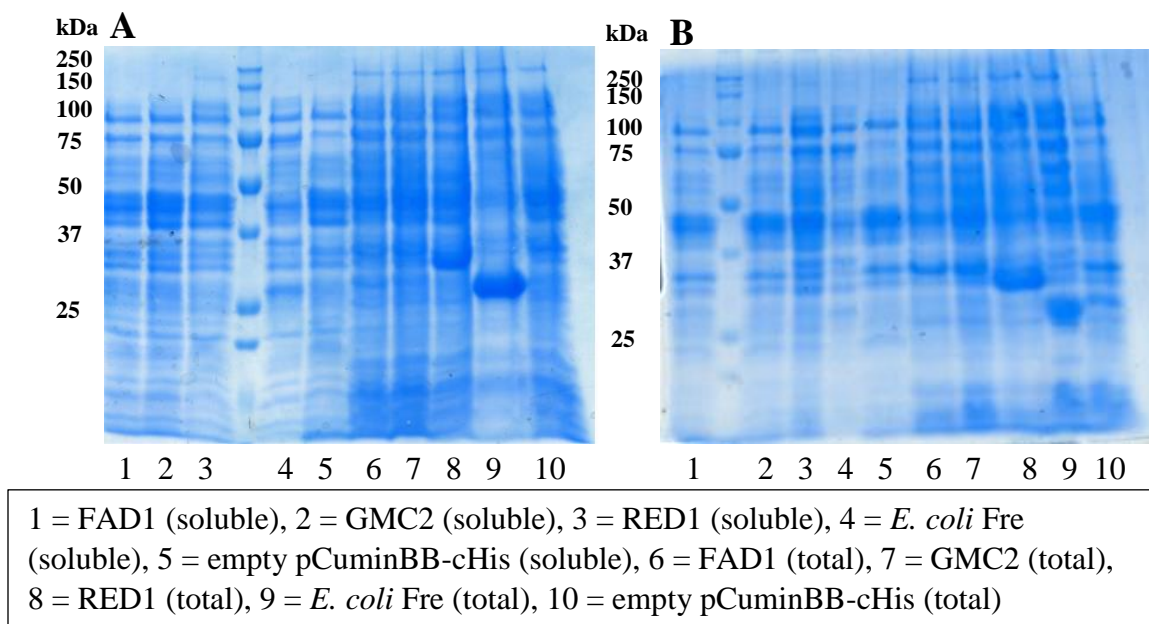 kDa A
250
150
100
75
50
37
25
1 2 3 4 5 6 7 8 9 10
kDa B
250
150
100
75
50
37
25
1 2 3 4 5 6 7 8 9 10
1 = FAD1 (soluble), 2 = GMC2 (soluble), 3 = RED1 (soluble), 4 = E. coli Fre
(soluble), 5 = empty pCuminBB-cHis (soluble), 6 = FAD1 (total), 7 = GMC2 (total),
8 = RED1 (total), 9 = E. coli Fre (total), 10 = empty pCuminBB-cHis (total)